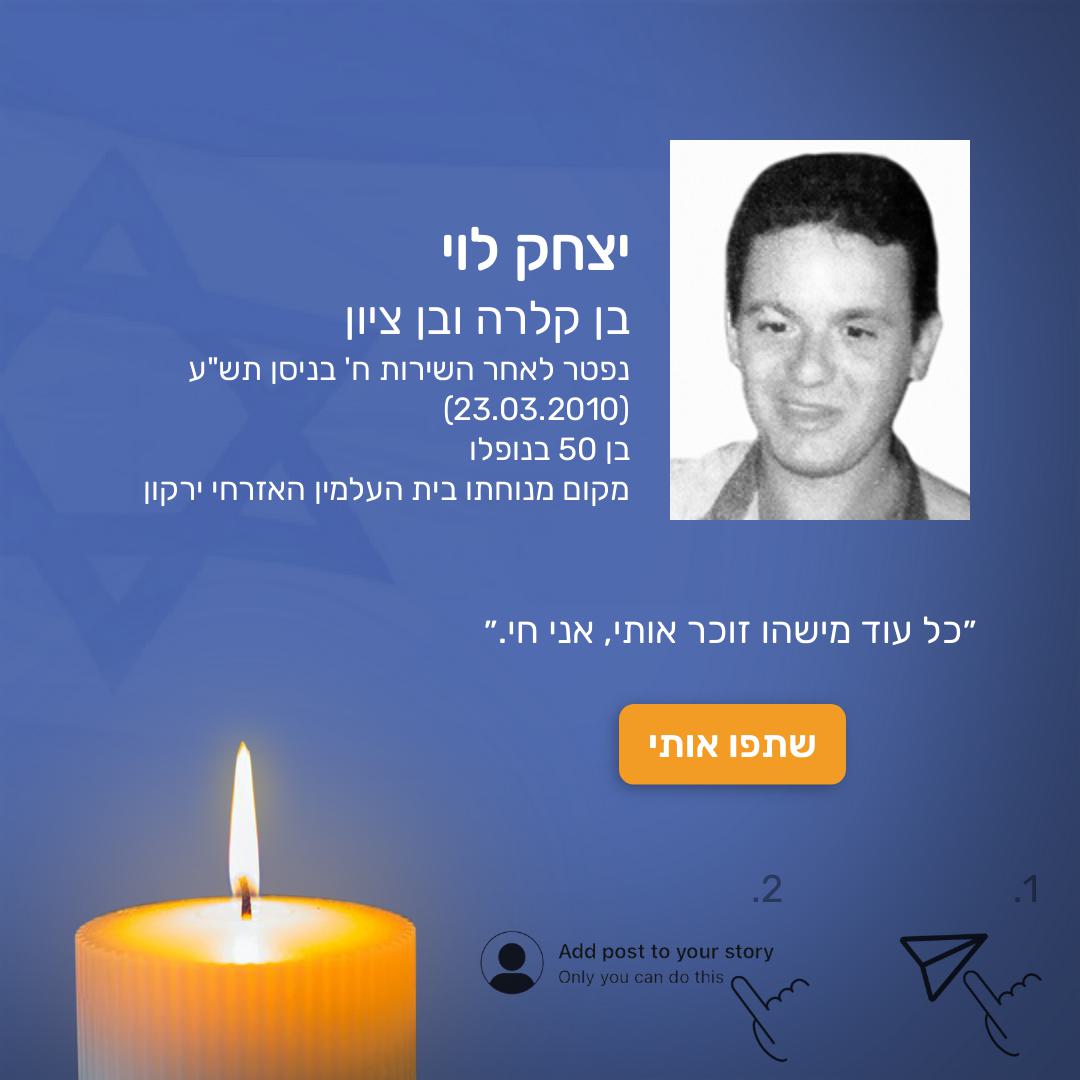 יצחק לוי
בן קלרה ובן ציון
נפטר לאחר השירות ח' בניסן תש"ע
(23.03.2010)
בן 50 בנופלו
מקום מנוחתו בית העלמין האזרחי ירקון
״כל עוד מישהו זוכר אותי, אני חי.״
שתפו אותי
1.
2.
Add post to your story
Only you can do this